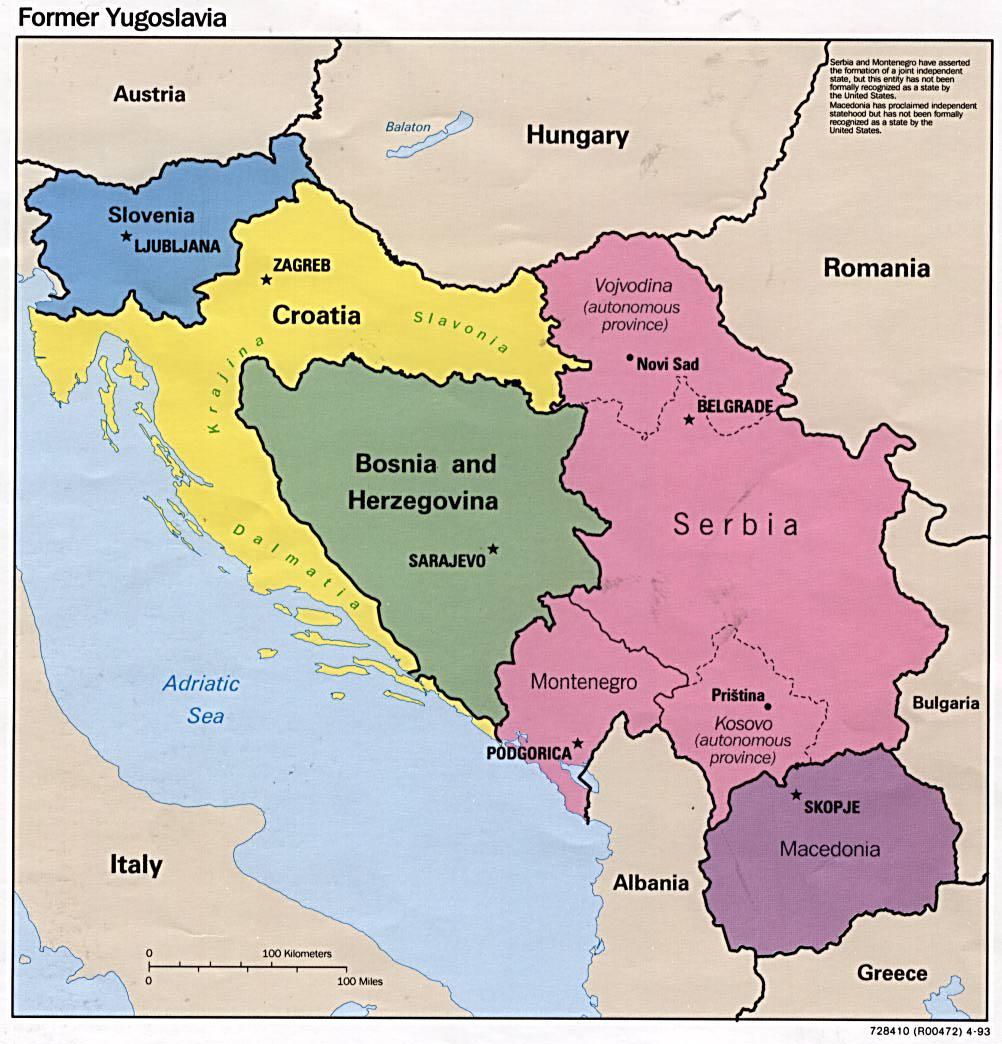 Former Yugoslavia
Serbia and Montenegro have asserted
the formation of a joint independent
state, but this entity has not been
formally recognized as a state by
the United States.
Macedonia has proclaimed independent
statehood but has not been formally
recognized as a state by the
United States.
Austria
Balaton
Hungary
Slovenia
LJUBLJANA
ZAGREB
Croatia
Slavonia
Krajina
Vojvodina
(autonomous
province)
Romania
Novi Sad
BELGRADE
Bosnia and
Herzegovina
Serbia
SARAJEVO
Dalmatia
Adriatic
Sea
Montenegro
Priština
Kosovo
(autonomous
province)
Bulgaria
PODGORICA
SKOPJE
Macedonia
Italy
Albania
Greece
0 100 Kilometers
0 100 Miles
728410 (R00472) 4-93